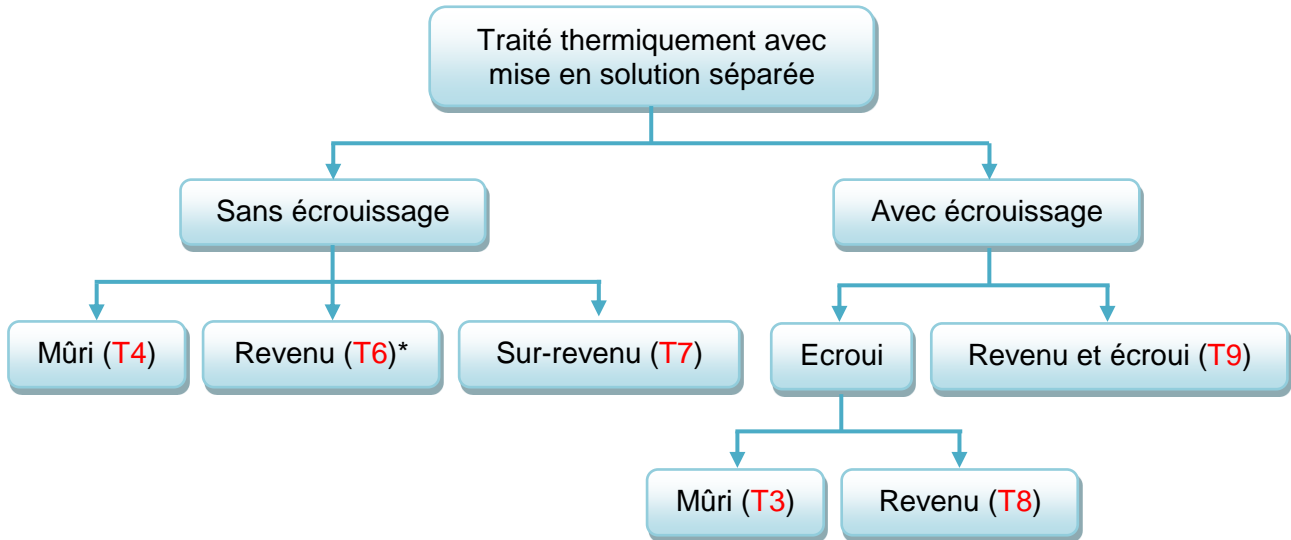 Traité thermiquement avec
mise en solution séparée
Sans écrouissage
Avec écrouissage
Mûri (T4)
Revenu (T6)*
Sur-revenu (T7)
Ecroui
Revenu et écroui (T9)
Mûri (T3)
Revenu (T8)